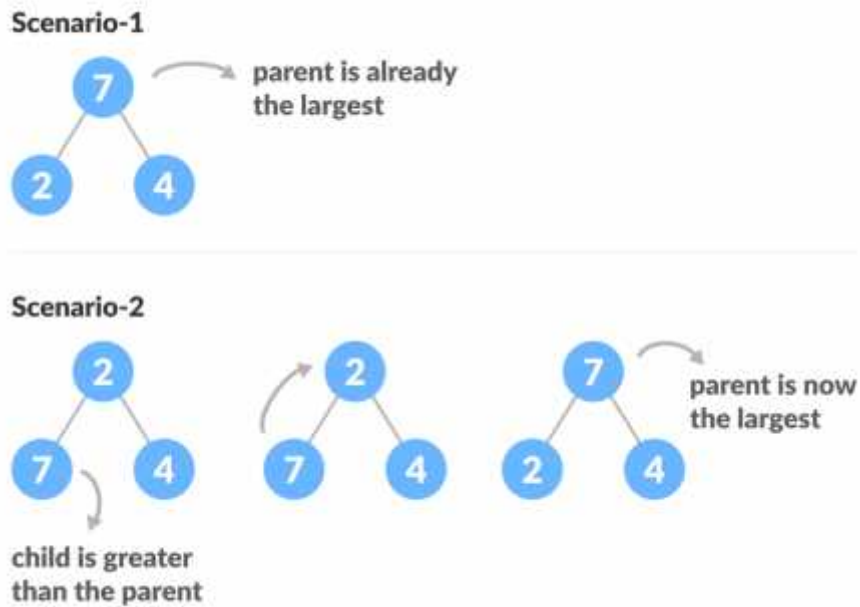 Scenario-1
7
parent is already
the largest
2
4
Scenario-2
2
2
7
parent is now
the largest
7
4
7
4
2
4
child is greater
than the parent